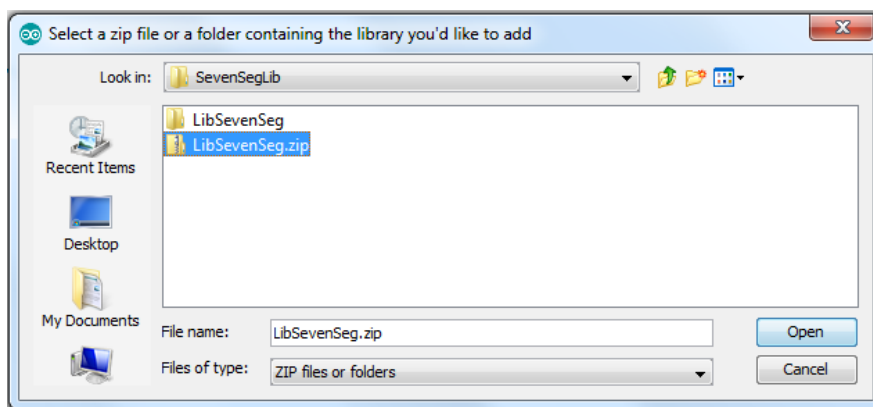 Select a zip file or a folder containing the library you'd like to add
Look in:
SevenSegLib
LibSevenSeg
LibSevenSeg.zip
Recent Items
Desktop
My Documents
File name:
LibSevenSeg.zip
Open
Files of type:
ZIP files or folders
Cancel